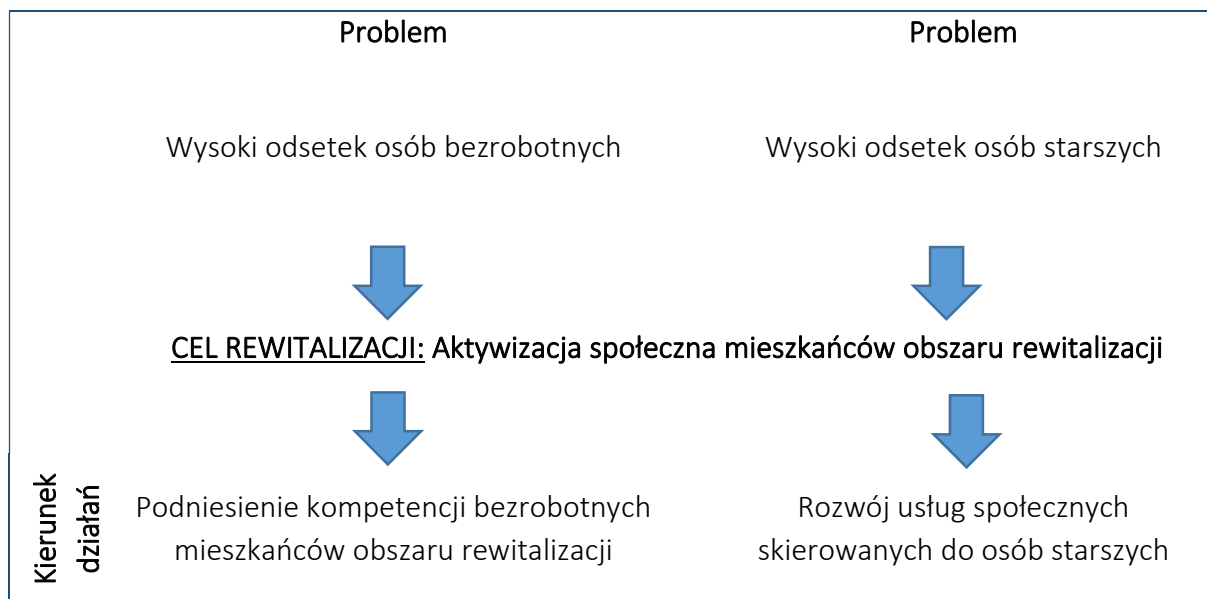 Problem Problem
Wysoki odsetek osób bezrobotnych Wysoki odsetek osób starszych
CEL REWITALIZACJI: Aktywizacja społeczna mieszkańców obszaru rewitalizacji
Kierunek
działań
Podniesienie kompetencji bezrobotnych
mieszkańców obszaru rewitalizacji
Rozwój usług społecznych
skierowanych do osób starszych